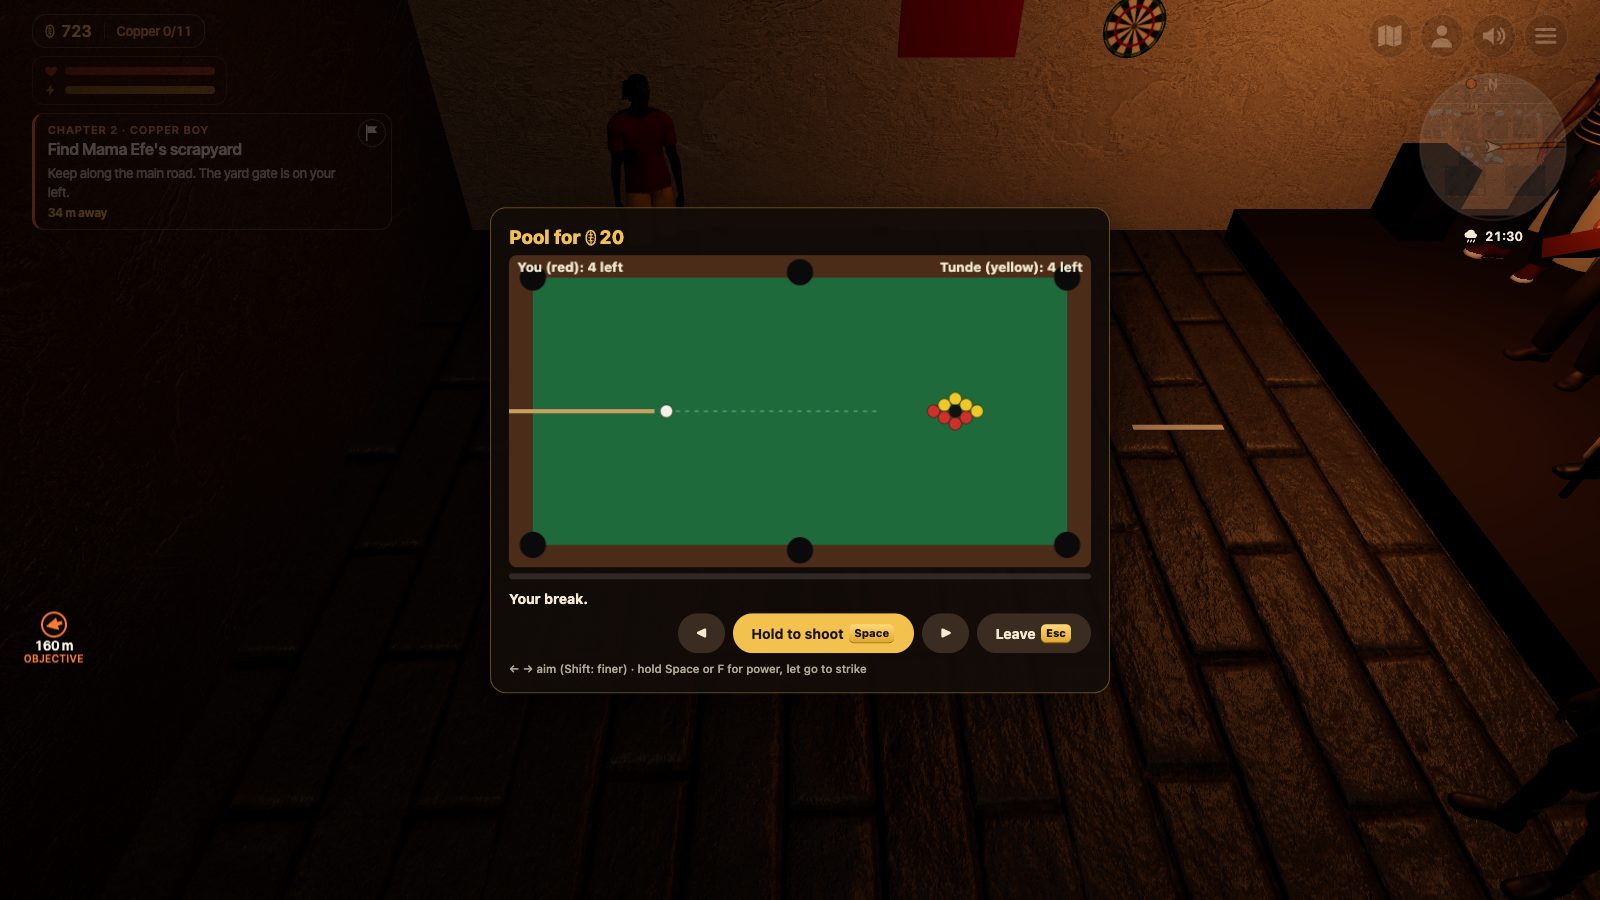 723 Copper 0/11
CHAPTER 2 · COPPER BOY
Find Mama Efe's scrapyard
Keep along the main road. The yard gate is on your
left.
34 m away
N
21:30
Pool for 20
You (red): 4 left
Tunde (yellow): 4 left
Your break.
Hold to shoot Space
Leave Esc
← → aim (Shift: finer) · hold Space or F for power, let go to strike
160 m
OBJECTIVE